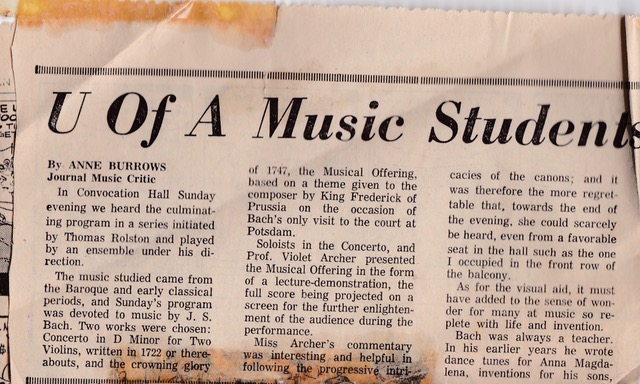 U Of A Music Students
By ANNE BURROWS
Journal Music Critic
In Convocation Hall Sunday
evening we heard the culminat-
ing program in a series initiated
by Thomas Rolston and played
by an ensemble under his di-
rection.
The music studied came from
the Baroque and early classical
periods, and Sunday's program
was devoted to music by J. S.
Bach. Two works were chosen:
Concerto in D Minor for Two
Violins, written in 1722 or there-
abouts, and the crowning glory
of 1747, the Musical Offering,
based on a theme given to the
composer by King Frederick of
Prussia on the occasion of
Bach's only visit to the court at
Potsdam.
Soloists in the Concerto, and
Prof. Violet Archer presented
the Musical Offering in the form
of a lecture-demonstration, the
full score being projected on a
screen for the further enlighten-
ment of the audience during the
performance.
Miss Archer's commentary
was interesting and helpful in
following the progressive intri-
cacies of the canons; and it
was therefore the more regret-
table that, towards the end of
the evening, she could scarcely
be heard, even from a favorable
seat in the hall such as the one
I occupied in the front row of
the balcony.
As for the visual aid, it must
have added to the sense of won-
der for many at music so re-
plete with life and invention.
Bach was always a teacher.
In his earlier years he wrote
dance tunes for Anna Magda-
lena, inventions for his sons,